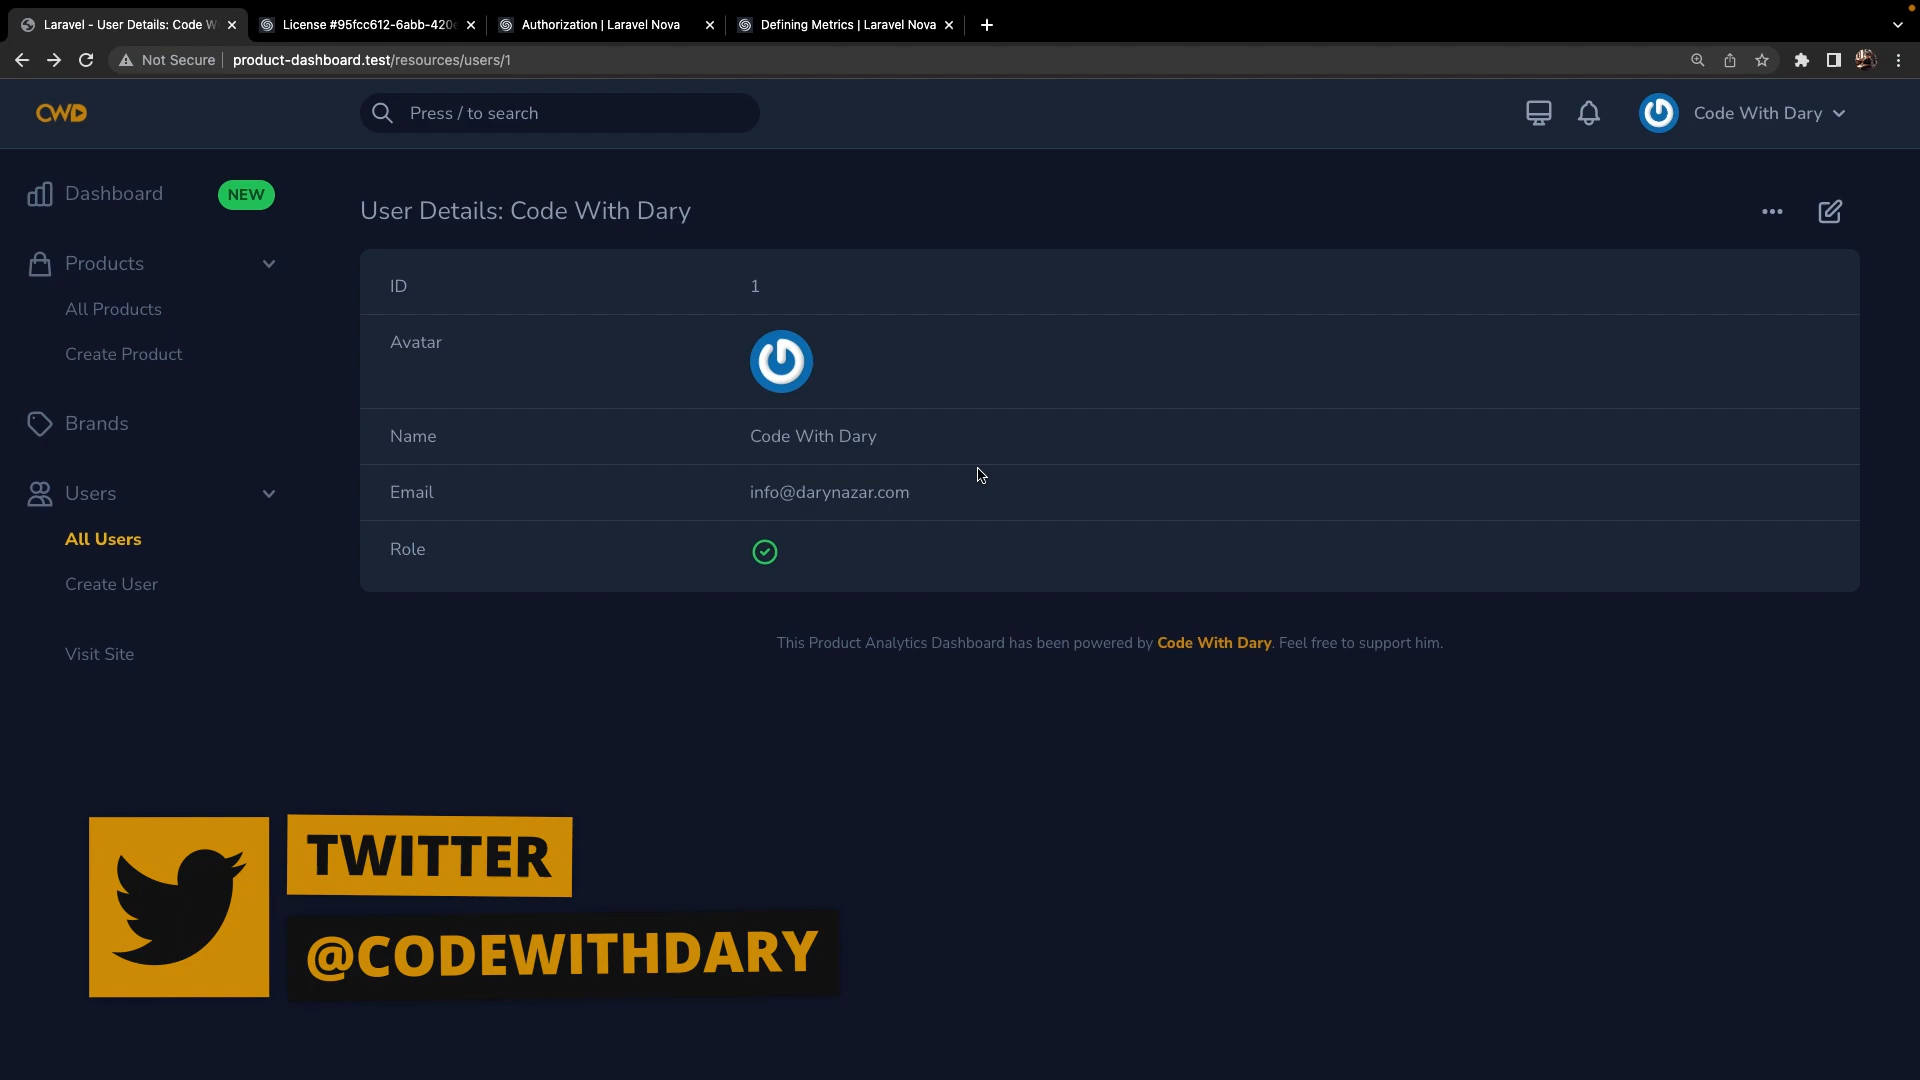 Laravel - User Details: Code W
License #95fcc612-6abb-420
Authorization | Laravel Nova
Defining Metrics | Laravel Nova
Not Secure
product-dashboard.test/resources/users/1
CWD
Press / to search
Code With Dary
Dashboard
NEW
Products
All Products
Create Product
Brands
Users
All Users
Create User
Visit Site
User Details: Code With Dary
ID
1
Avatar
Name
Code With Dary
Email
info@darynazar.com
Role
This Product Analytics Dashboard has been powered by Code With Dary. Feel free to support him.
TWITTER
@CODEWITHDARY